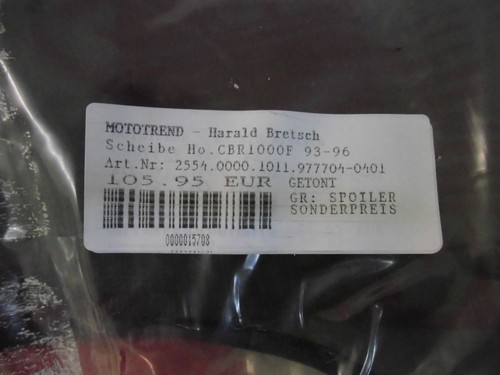 MOTOTREND - Harald Bretsch
Scheibe Ho.CBR1000F 93-96
Art.Nr: 2554.0000.1011.977704-0401
105.95 EUR GETONT
GR: SPOILER
SONDERPREIS
0000015708